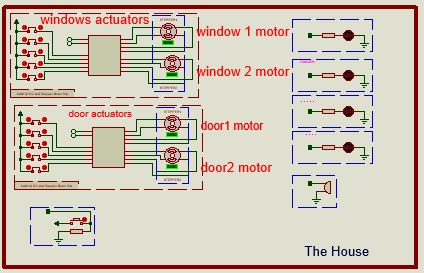 windows actuators
window 1 motor
window 2 motor
door actuators
door1 motor
door2 motor
The House